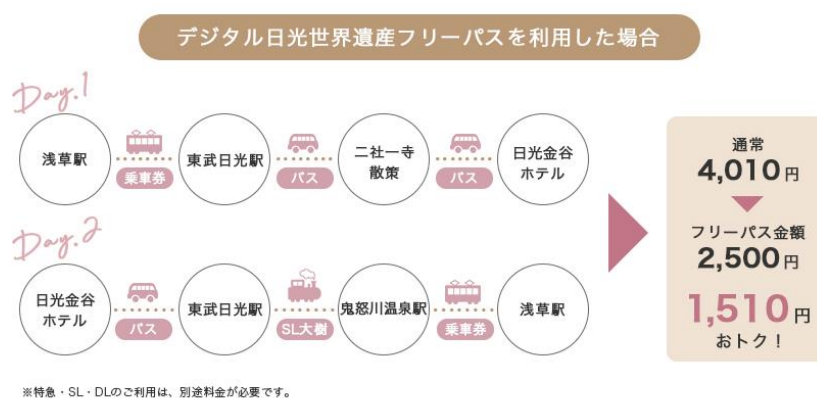 デジタル日光世界遺産フリーパスを利用した場合
Day.1
浅草駅
乗車券
東武日光駅
バス
二社一寺
散策
バス
日光金谷
ホテル
Day.2
日光金谷
ホテル
バス
東武日光駅
SL大樹
鬼怒川温泉駅
乗車券
浅草駅
通常
4,010円
フリーパス金額
2,500円
1,510円
おトク！
※特急・SL・DLのご利用は、別途料金が必要です。